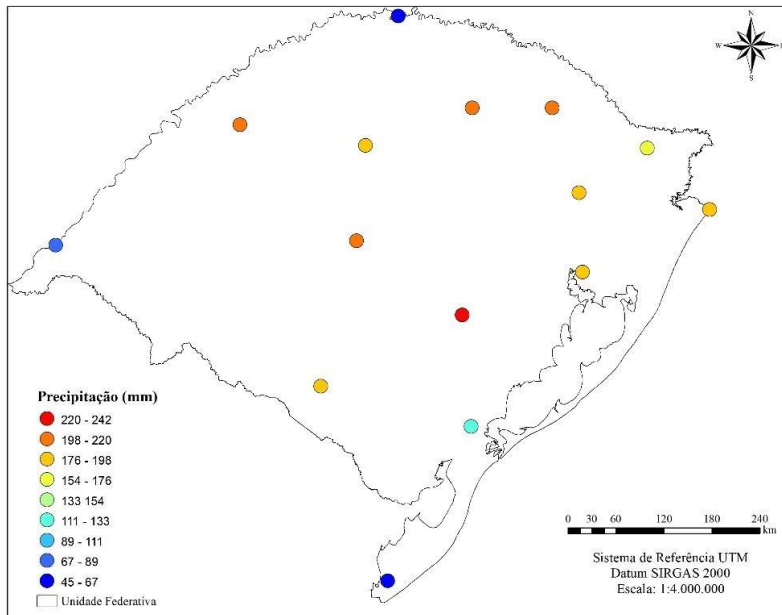 N
W
S
Precipitação (mm)
220 - 242
198 - 220
176 - 198
154 - 176
133 154
111 - 133
89 - 111
67 - 89
45 - 67
Unidade Federativa
0 30 60 120 180 240
km
Sistema de Referência UTM
Datum SIRGAS 2000
Escala: 1:4.000.000